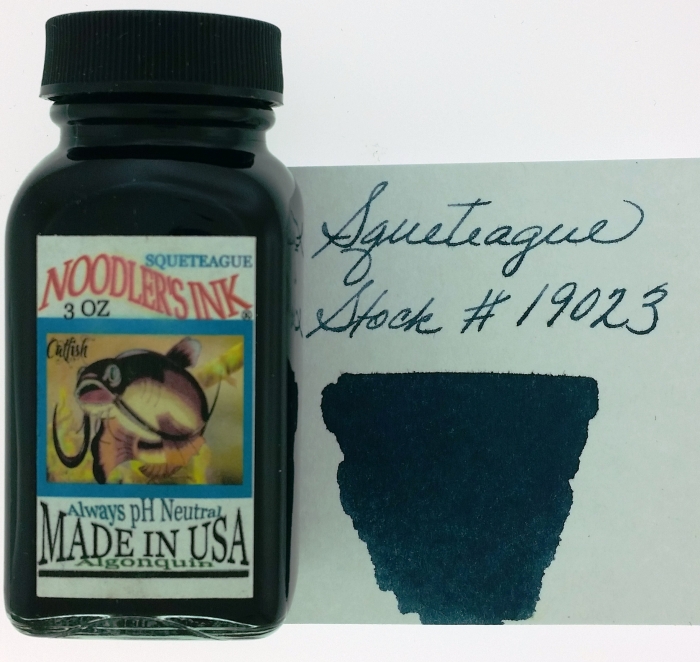 SQUETEAGUE
NOODLER'S INK®
3 OZ
Catfish
Always pH Neutral
MADE IN USA
Algonquin
Squeteague
Stock # 19023